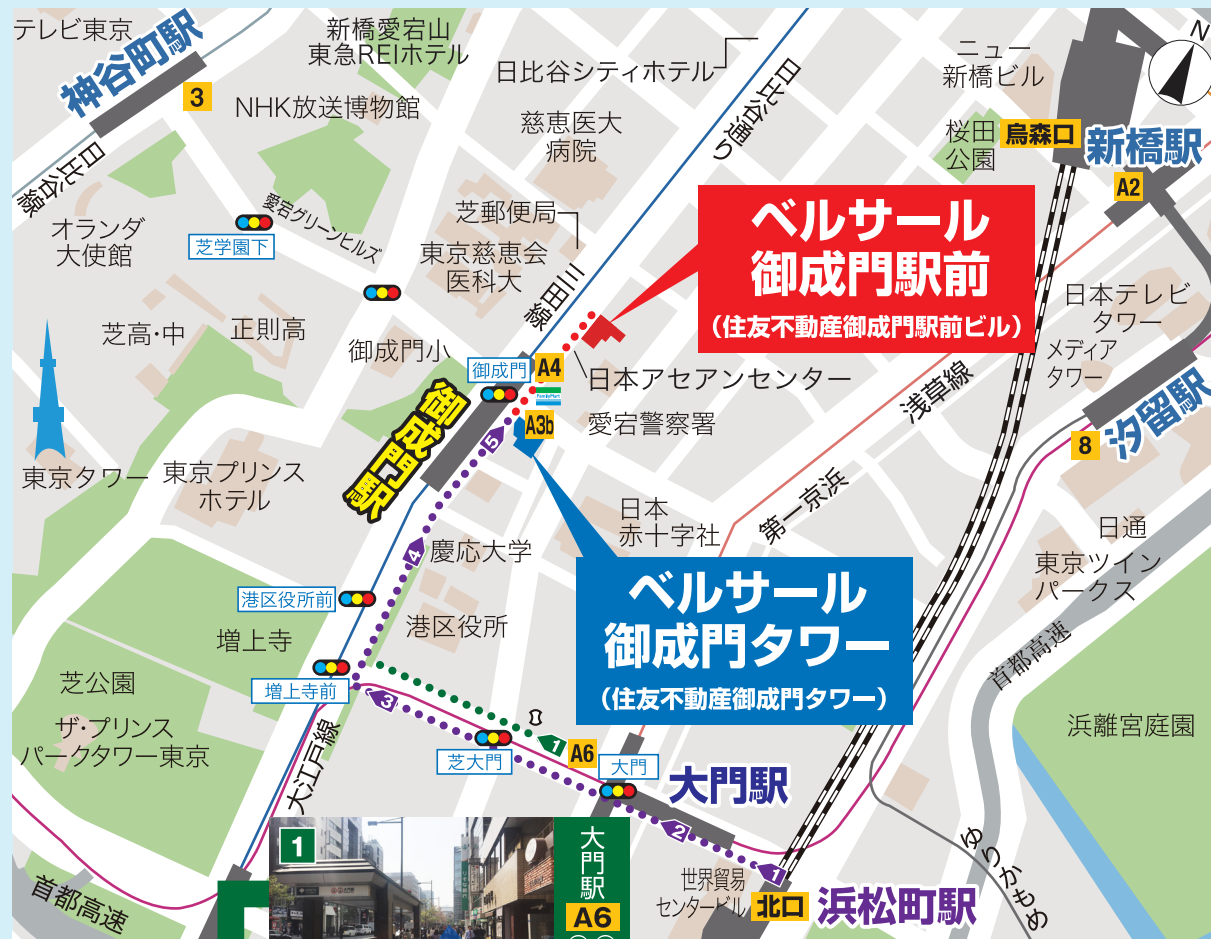 テレビ東京
神谷町駅
3
新橋愛宕山
東急REIホテル
NHK放送博物館
日比谷シティホテル
日比谷通り
慈恵医大
病院
ニュー
新橋ビル
N
桜田
公園
烏森口
新橋駅
A2
日比谷線
オランダ
大使館
愛宕グリーンヒルズ
芝学園下
芝郵便局
東京慈恵会
医科大
三田線
ベルサール
御成門駅前
(住友不動産御成門駅前ビル)
日本テレビ
タワー
メディア
タワー
芝高・中
正則高
御成門小
御成門
A4
日本アセアンセンター
FamilyMart
A3b
愛宕警察署
浅草線
汐留駅
8
御成門駅
5
東京タワー
東京プリンス
ホテル
日本
赤十字社
第一京浜
日通
東京ツイン
パークス
4
慶応大学
ベルサール
御成門タワー
(住友不動産御成門タワー)
港区役所前
港区役所
増上寺
首都高速
芝公園
増上寺前
3
ザ・プリンス
パークタワー東京
浜離宮庭園
1
A6
芝大門
大門
大門駅
大江戸線
2
1
世界貿易
センタービル
北口
浜松町駅
ゆりかもめ
首都高速
1
大門駅
A6